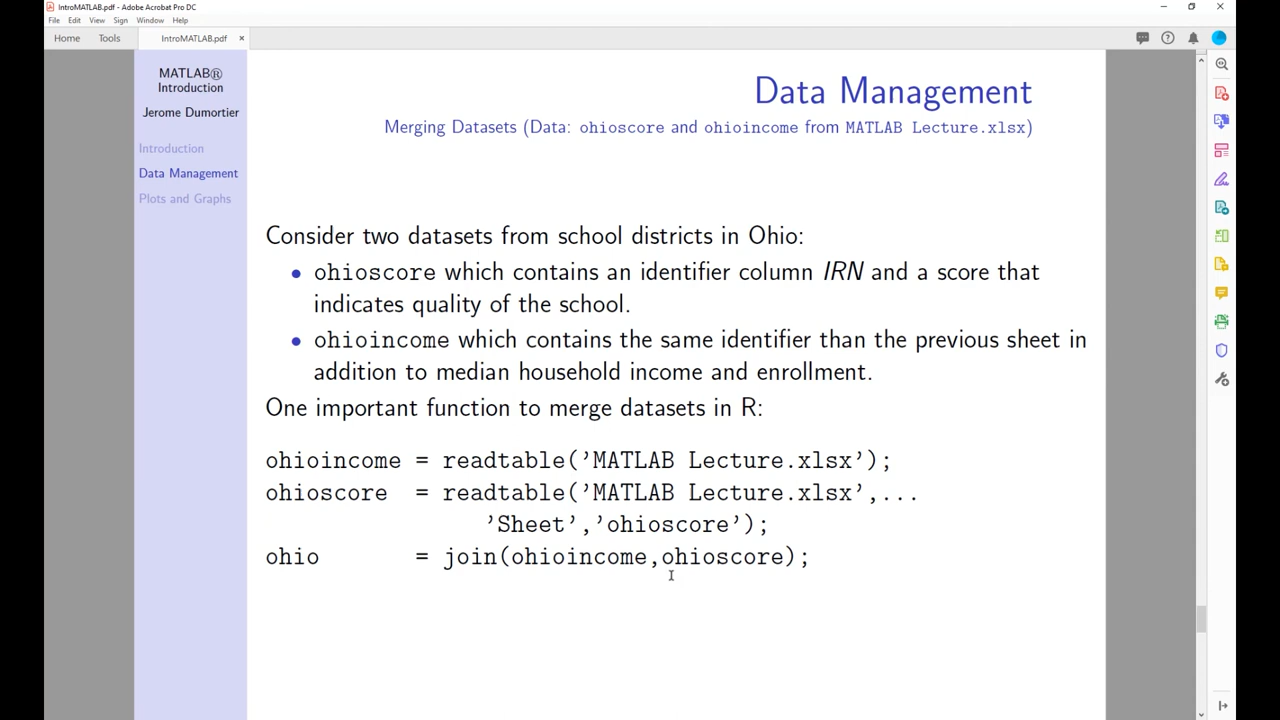 IntroMATLAB.pdf - Adobe Acrobat Pro DC
File Edit View Sign Window Help
Home Tools IntroMATLAB.pdf ×
MATLAB®
Introduction
Jerome Dumortier
Introduction
Data Management
Plots and Graphs
Data Management
Merging Datasets (Data: ohioscore and ohioincome from MATLAB Lecture.xlsx)
Consider two datasets from school districts in Ohio:
• ohioscore which contains an identifier column IRN and a score that
indicates quality of the school.
• ohioincome which contains the same identifier than the previous sheet in
addition to median household income and enrollment.
One important function to merge datasets in R:
ohioincome = readtable('MATLAB Lecture.xlsx');
ohioscore = readtable('MATLAB Lecture.xlsx',...
'Sheet','ohioscore');
ohio = join(ohioincome,ohioscore);